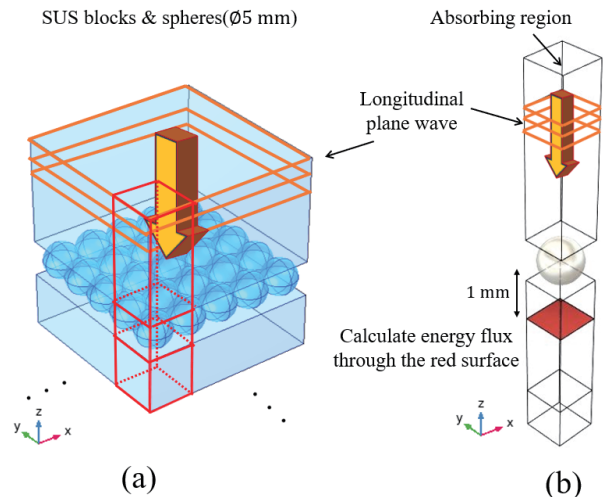 SUS blocks & spheres(Ø5 mm)
Absorbing region
Longitudinal
plane wave
1 mm
Calculate energy flux
through the red surface
z
y
x
z
y
x
(a)
(b)